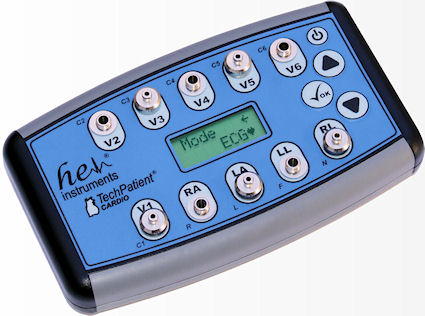 C2
V2
C3
V3
C4
V4
C5
V5
C6
V6
OK
Mode
ECG
he
instruments
TechPatient®
CARDIO
V1
C1
RA
R
LA
L
LL
F
RL
N